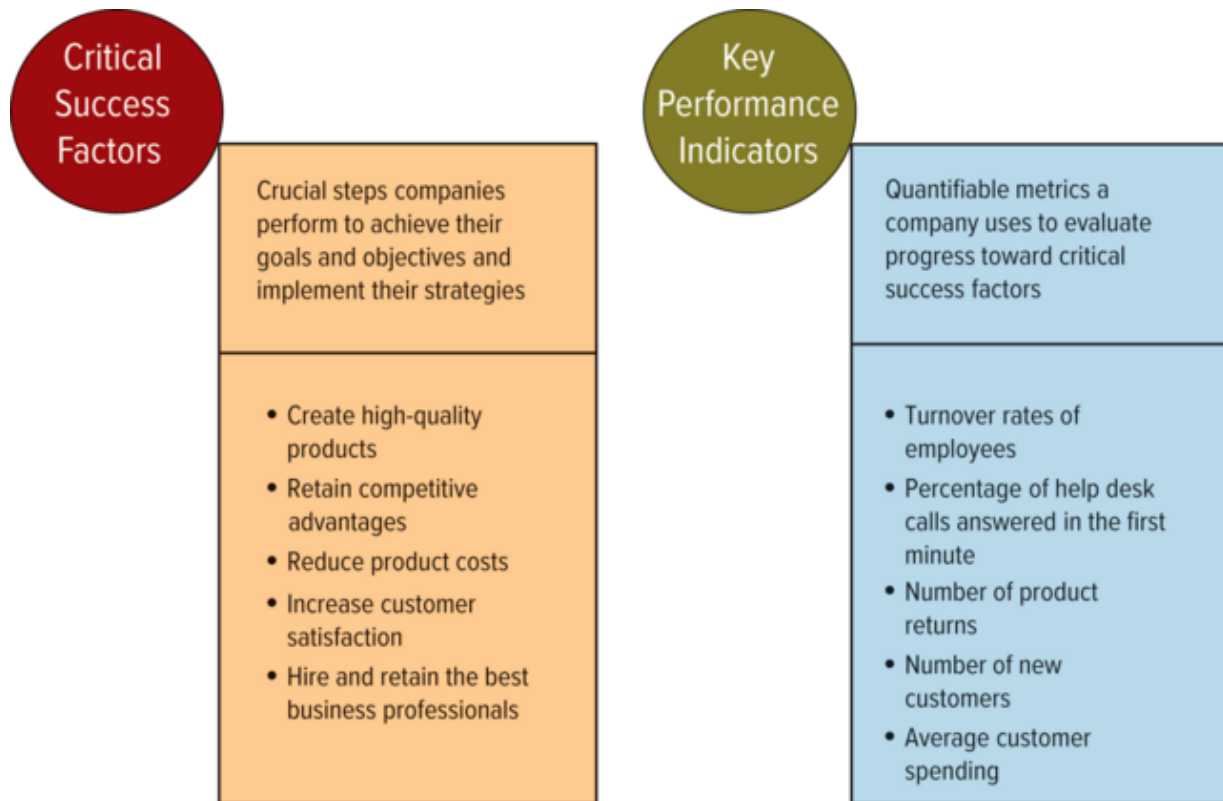 Critical
Success
Factors
Crucial steps companies
perform to achieve their
goals and objectives and
implement their strategies
• Create high-quality
products
• Retain competitive
advantages
• Reduce product costs
• Increase customer
satisfaction
• Hire and retain the best
business professionals
Key
Performance
Indicators
Quantifiable metrics a
company uses to evaluate
progress toward critical
success factors
• Turnover rates of
employees
• Percentage of help desk
calls answered in the first
minute
• Number of product
returns
• Number of new
customers
• Average customer
spending